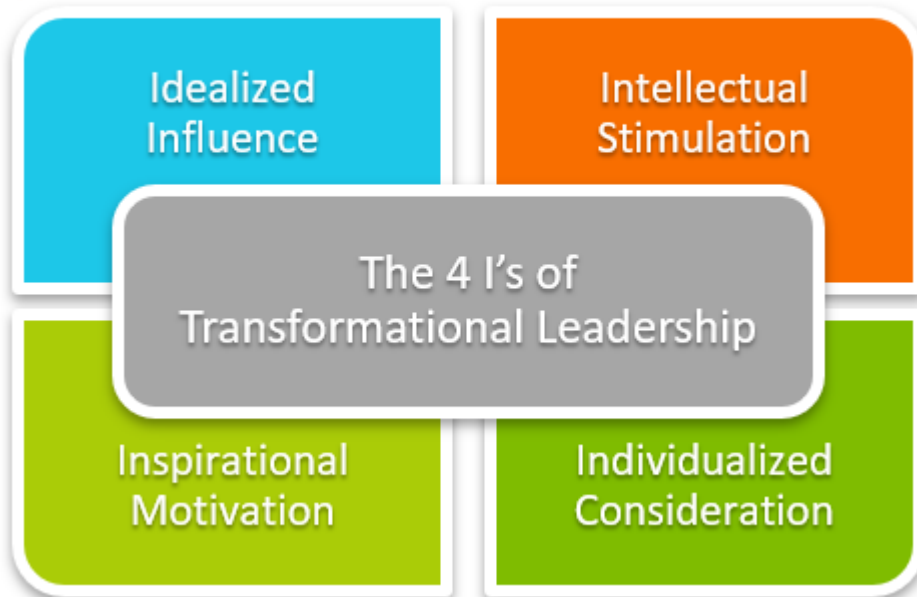 Idealized
Influence
Intellectual
Stimulation
The 4 I’s of
Transformational Leadership
Inspirational
Motivation
Individualized
Consideration